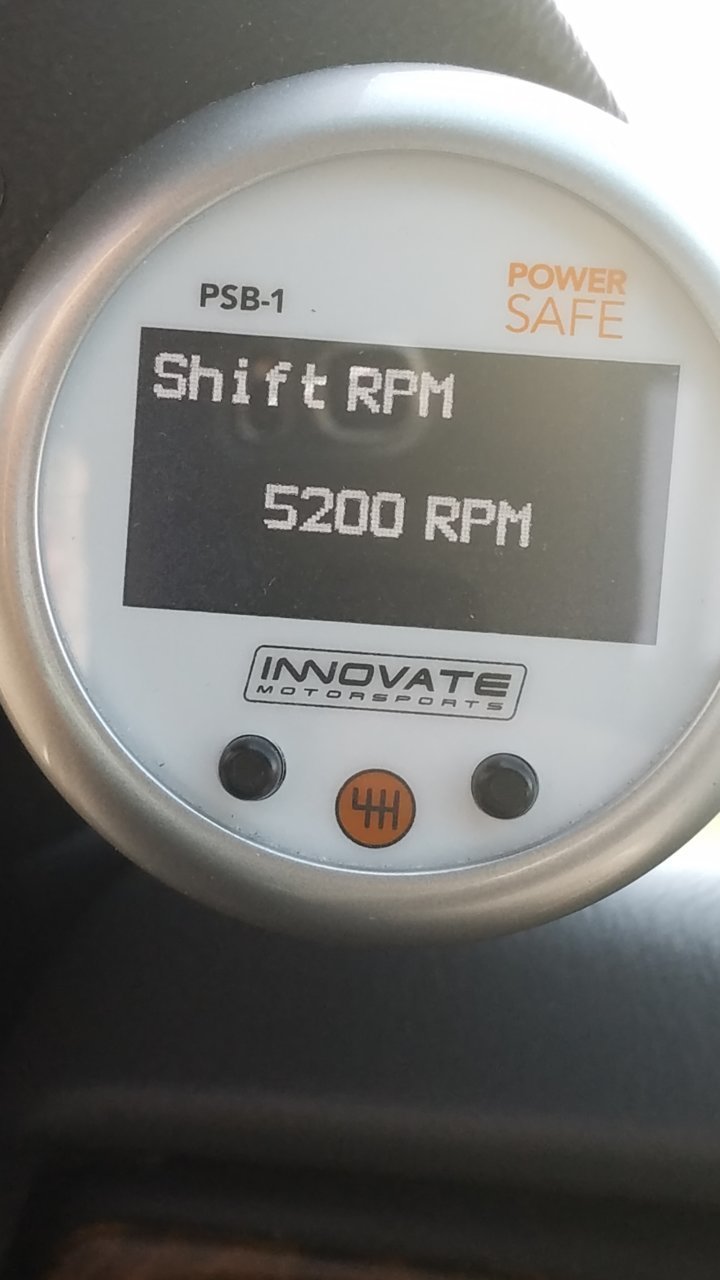 PSB-1
POWER
SAFE
Shift RPM
5200 RPM
INNOVATE
MOTORSPORTS